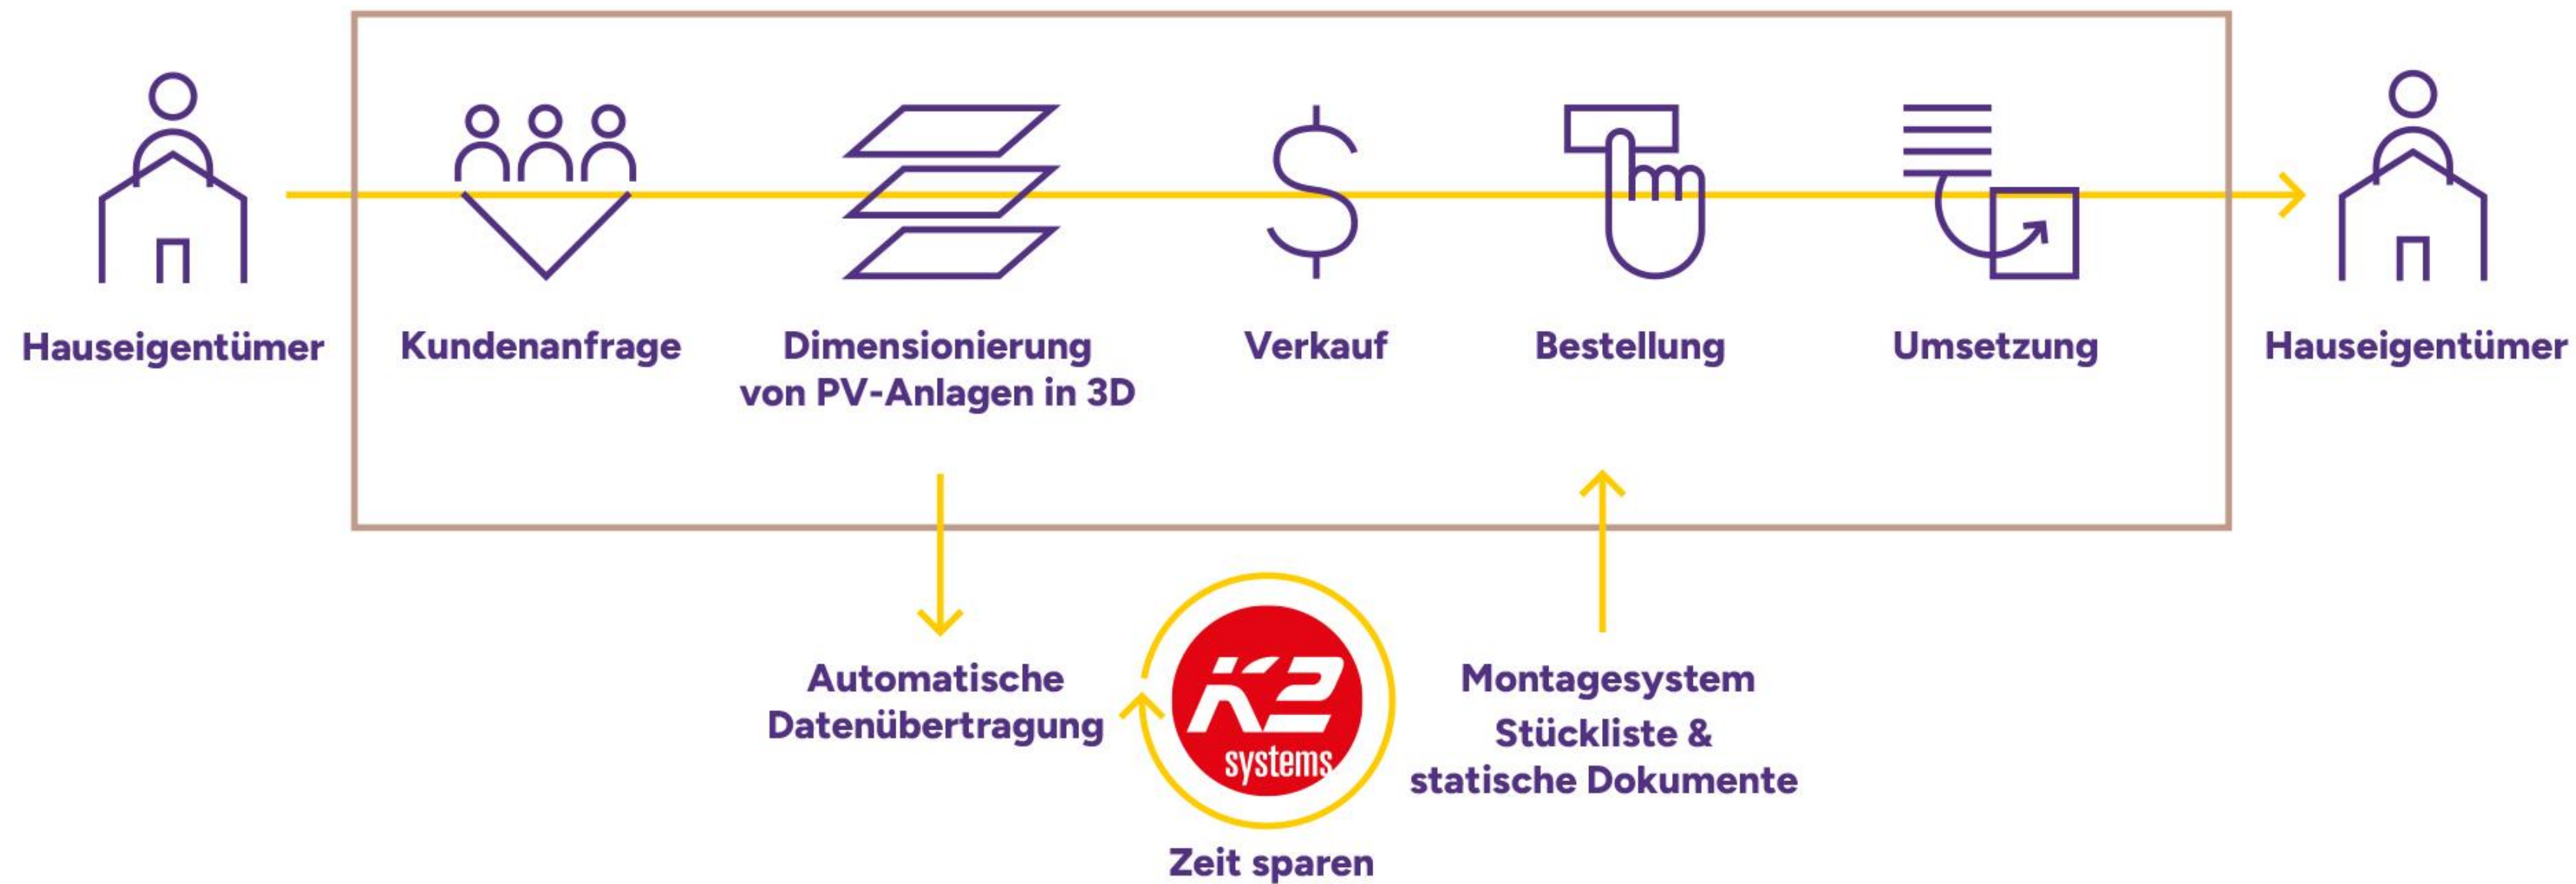 Hauseigentümer
Kundenanfrage
Dimensionierung
von PV-Anlagen in 3D
Verkauf
Bestellung
Umsetzung
Hauseigentümer
Automatische
Datenübertragung
K2
systems
Montagesystem
Stückliste &
statische Dokumente
Zeit sparen